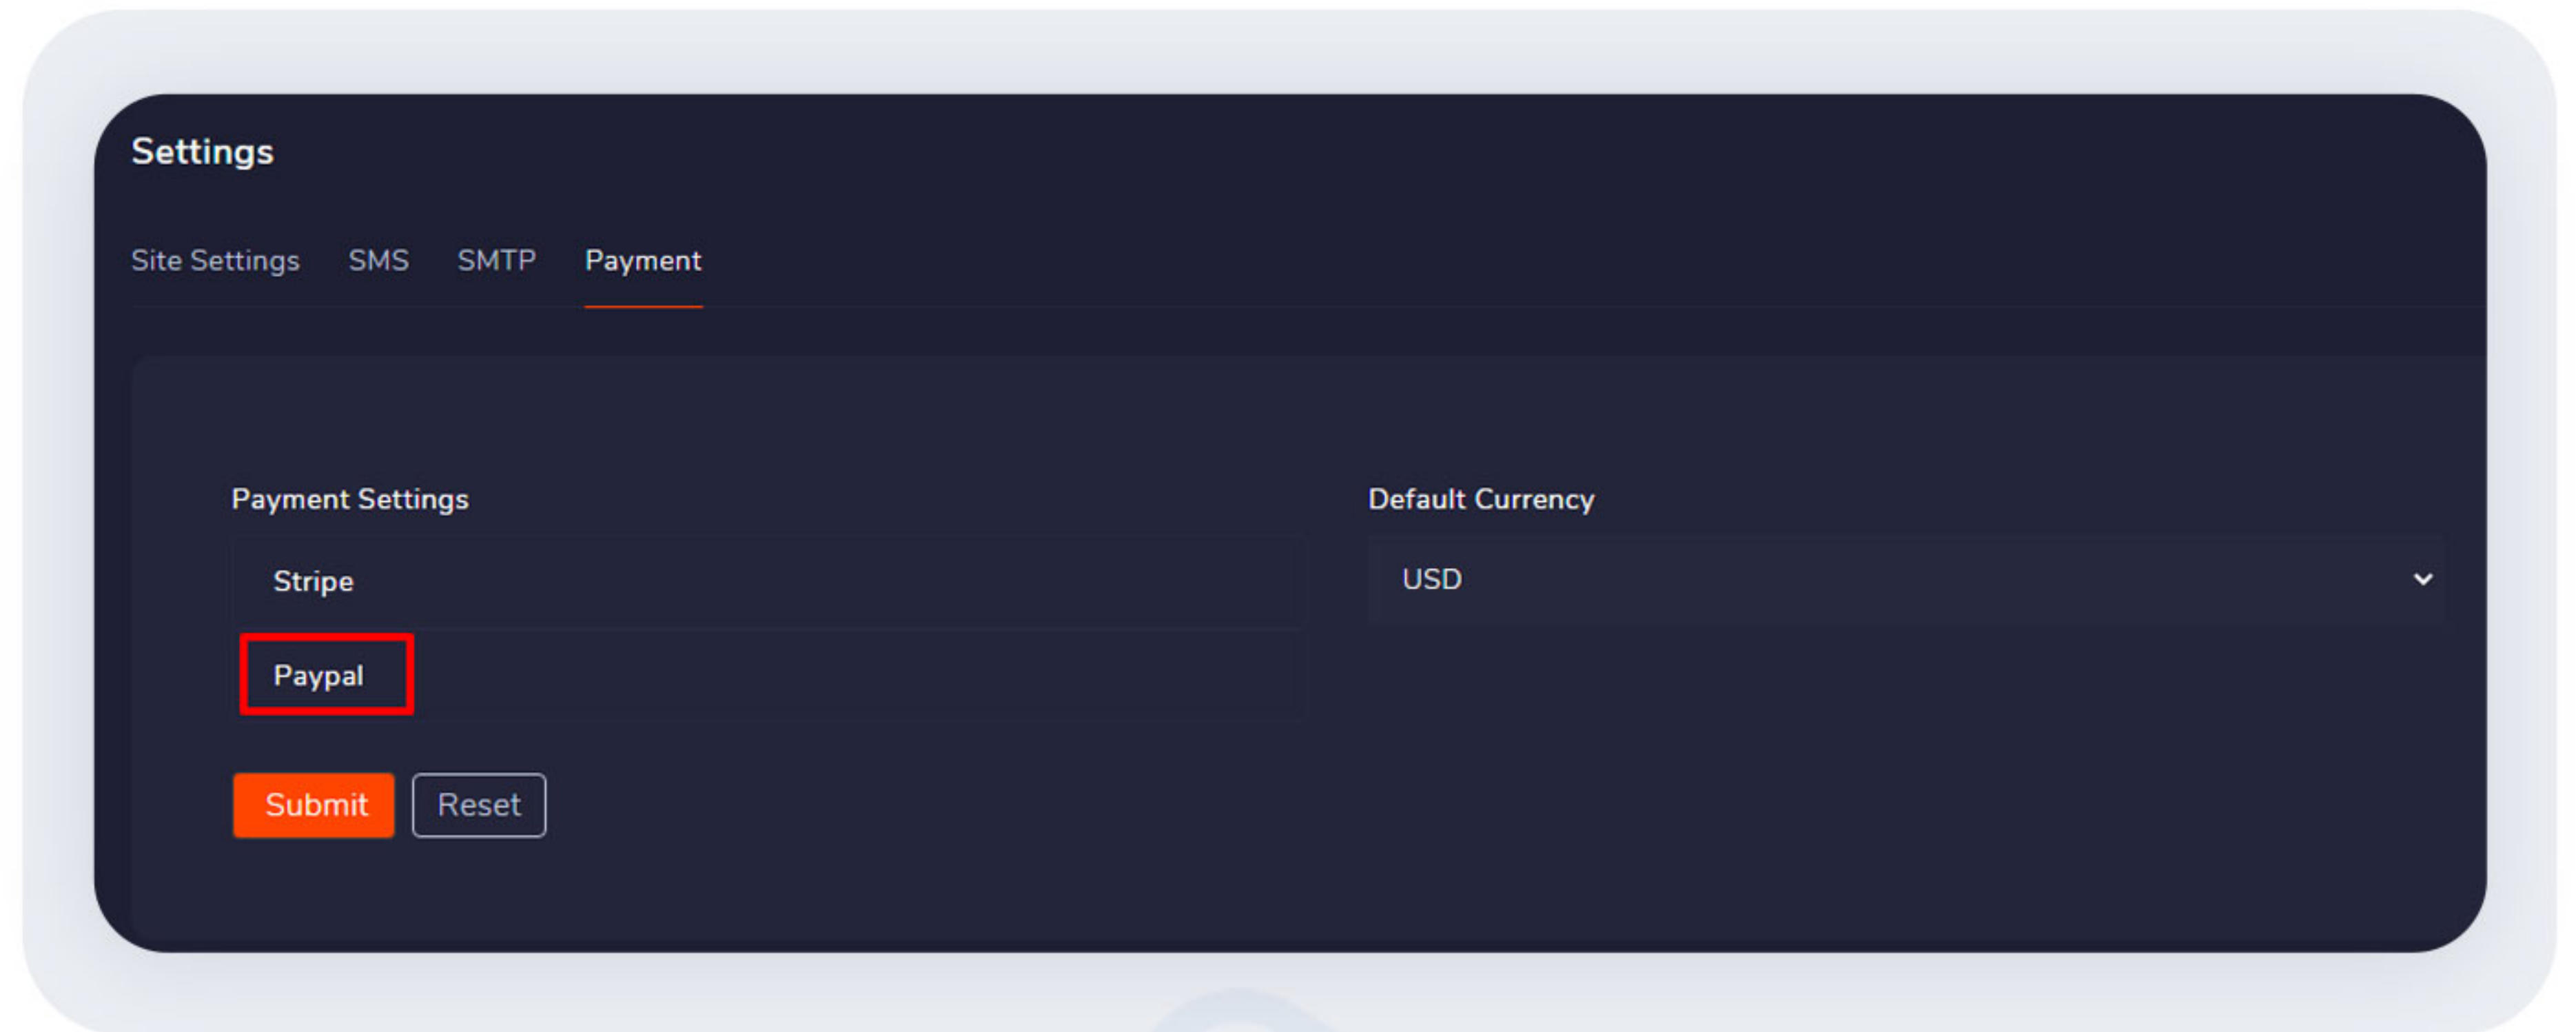 Settings
Site Settings SMS SMTP Payment
Payment Settings
Default Currency
Stripe
USD
Paypal
Submit Reset